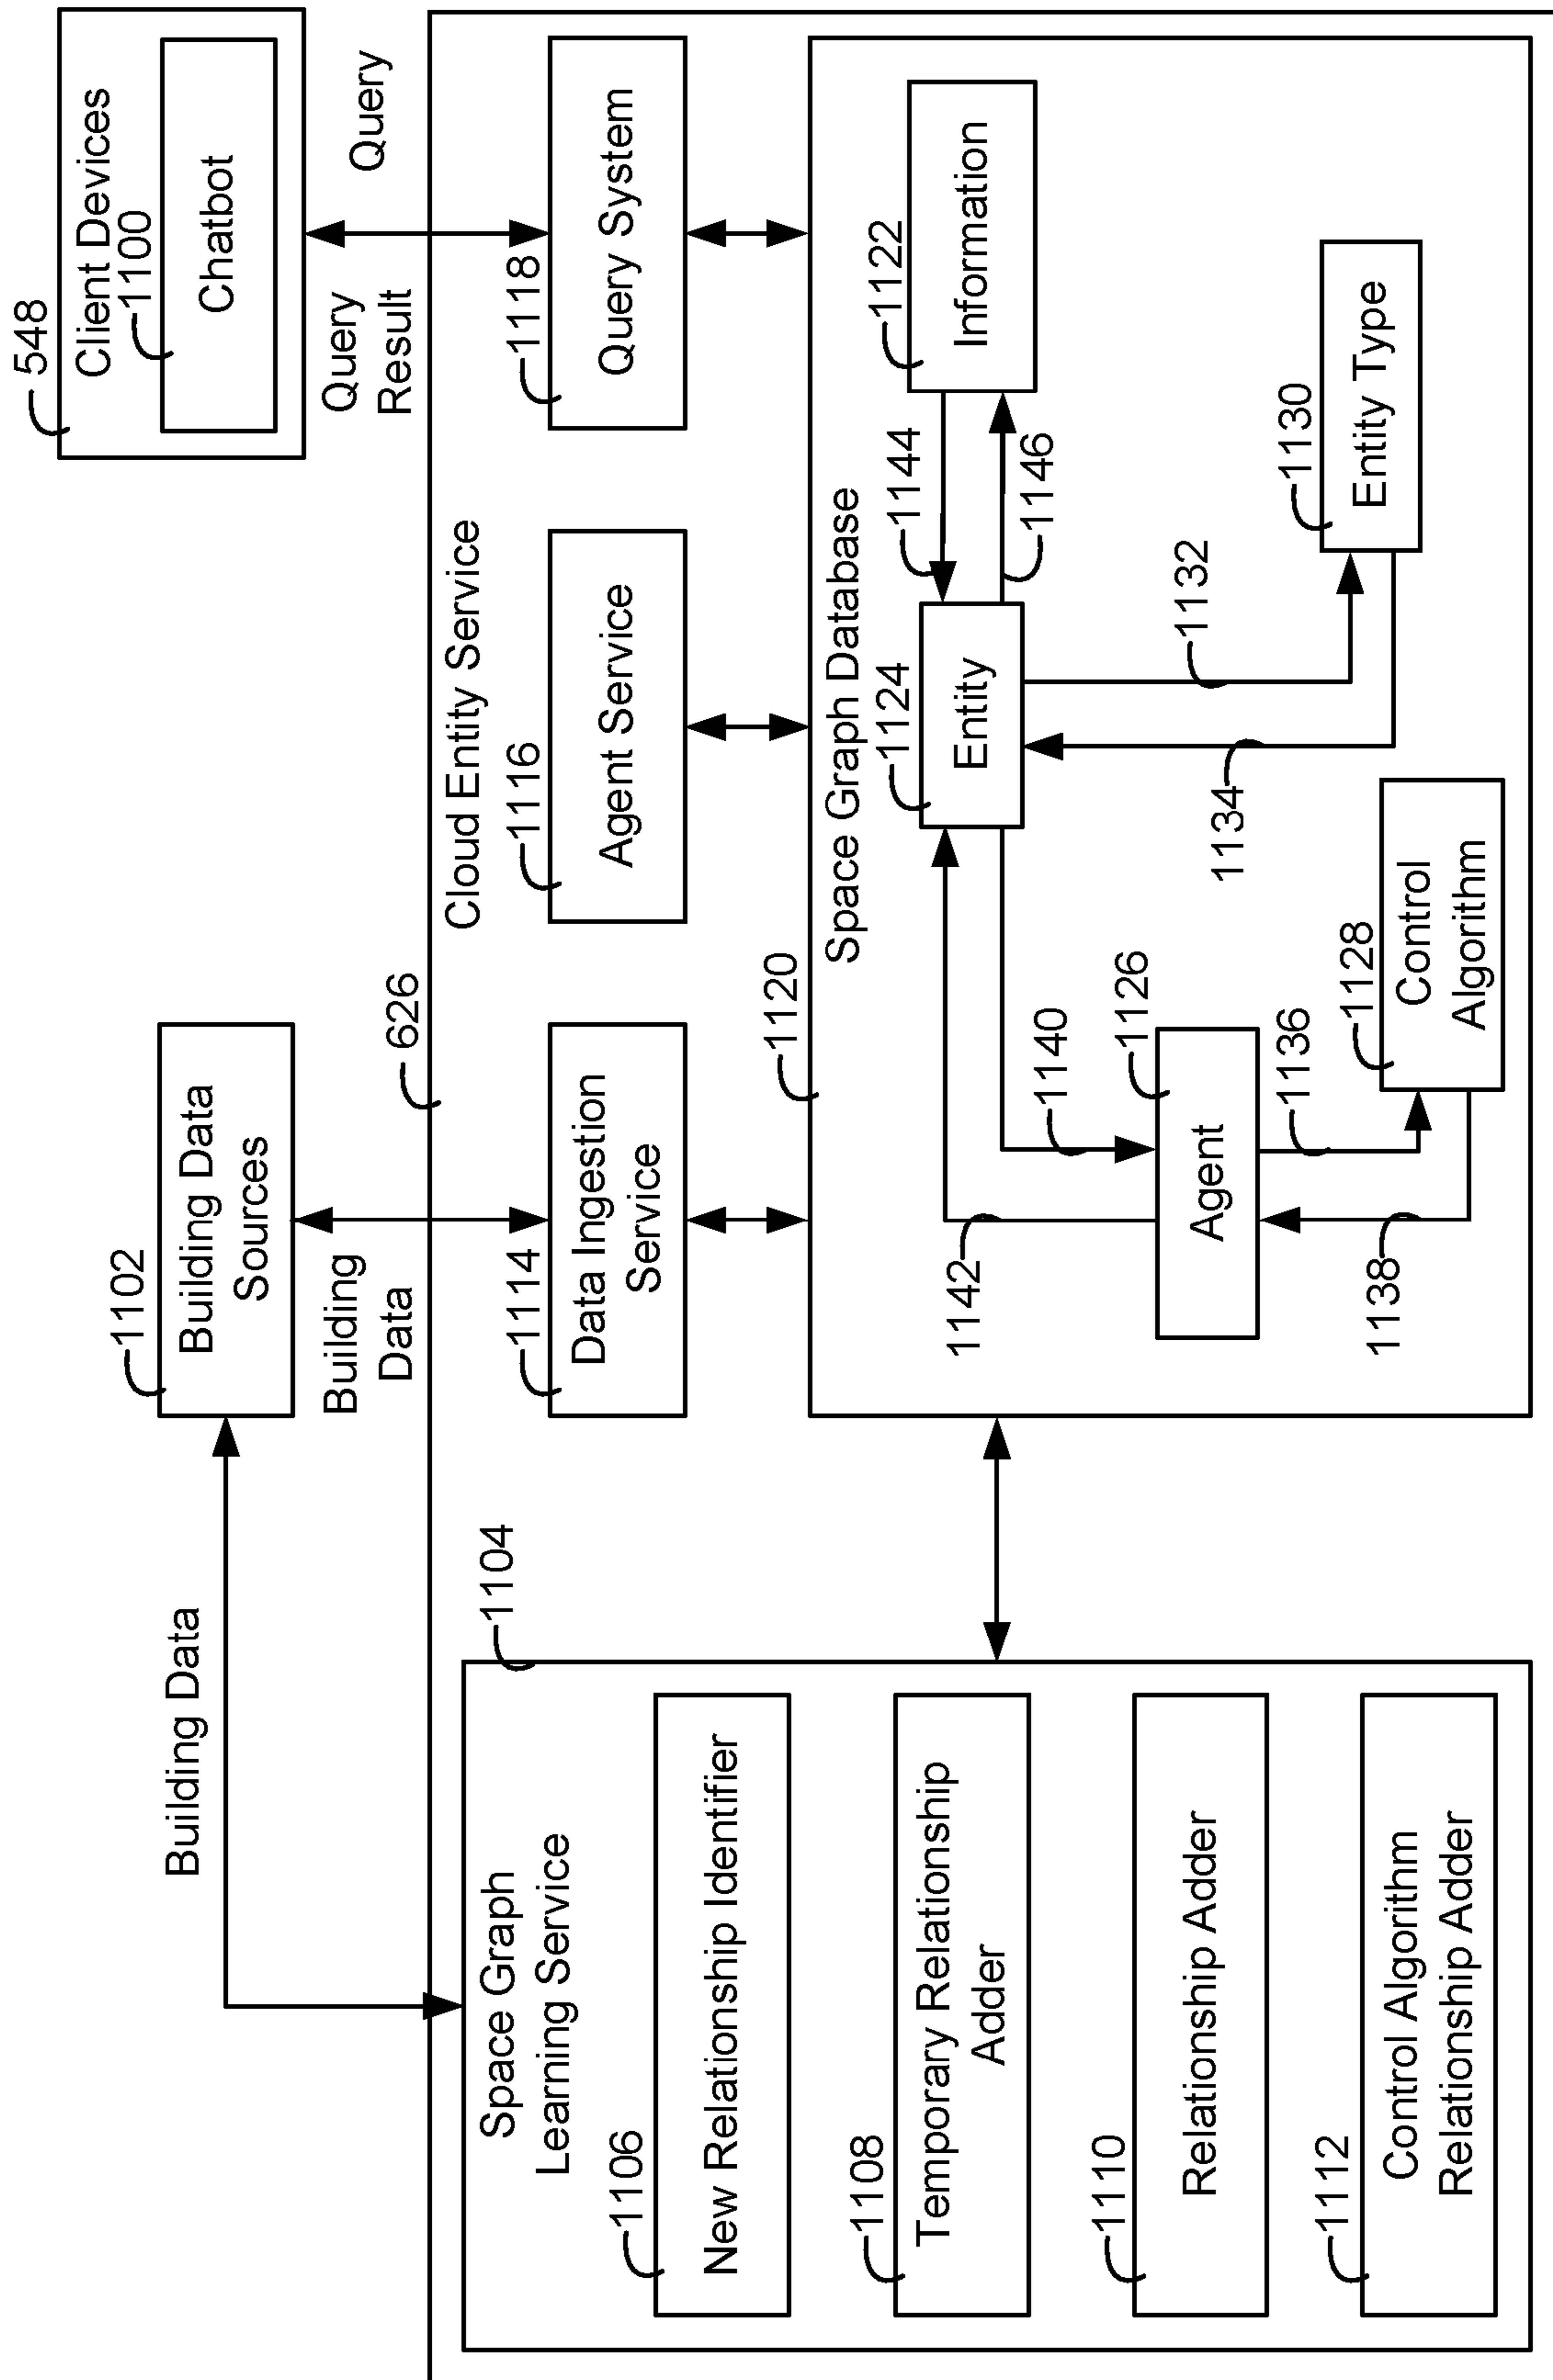 548
Client Devices
1100
Chatbot
Query
Query
Result
1102
Building Data
Sources
Building
Data
Building Data
626
Cloud Entity Service
1104
Space Graph
Learning Service
1106
New Relationship Identifier
1108
Temporary Relationship
Adder
1110
Relationship Adder
1112
Control Algorithm
Relationship Adder
1114
Data Ingestion
Service
1116
Agent Service
1118
Query System
1120
Space Graph Database
1122
Information
1124
Entity
1144
1146
1126
Agent
1140
1142
1128
Control
Algorithm
1136
1138
1130
Entity Type
1132
1134